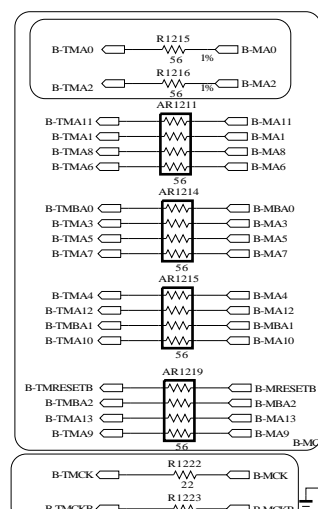 R1215
B-TMA0 56 1% B-MA0
R1216
B-TMA2 56 1% B-MA2
AR1211
B-TMA11 B-MA11
B-TMA1 B-MA1
B-TMA8 B-MA8
B-TMA6 B-MA6
56
AR1214
B-TMBA0 B-MBA0
B-TMA3 B-MA3
B-TMA5 B-MA5
B-TMA7 B-MA7
56
AR1215
B-TMA4 B-MA4
B-TMA12 B-MA12
B-TMBA1 B-MBA1
B-TMA10 B-MA10
56
AR1219
B-TMRESETB B-MRESETB
B-TMBA2 B-MBA2
B-TMA13 B-MA13
B-TMA9 B-MA9
56
R1222
B-TMCK 22 B-MCK
R1223
B-TMCKB B-MCKB